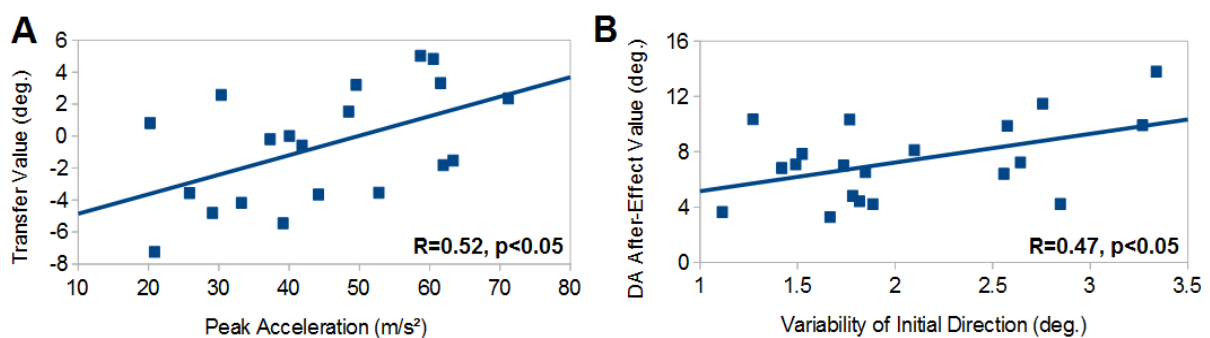 A
Transfer Value (deg.)
6
4
2
0
-2
-4
-6
-8
10 20 30 40 50 60 70 80
R=0.52, p<0.05
Peak Acceleration (m/s²)
B
DA After-Effect Value (deg.)
16
12
8
4
0
1 1.5 2 2.5 3 3.5
R=0.47, p<0.05
Variability of Initial Direction (deg.)